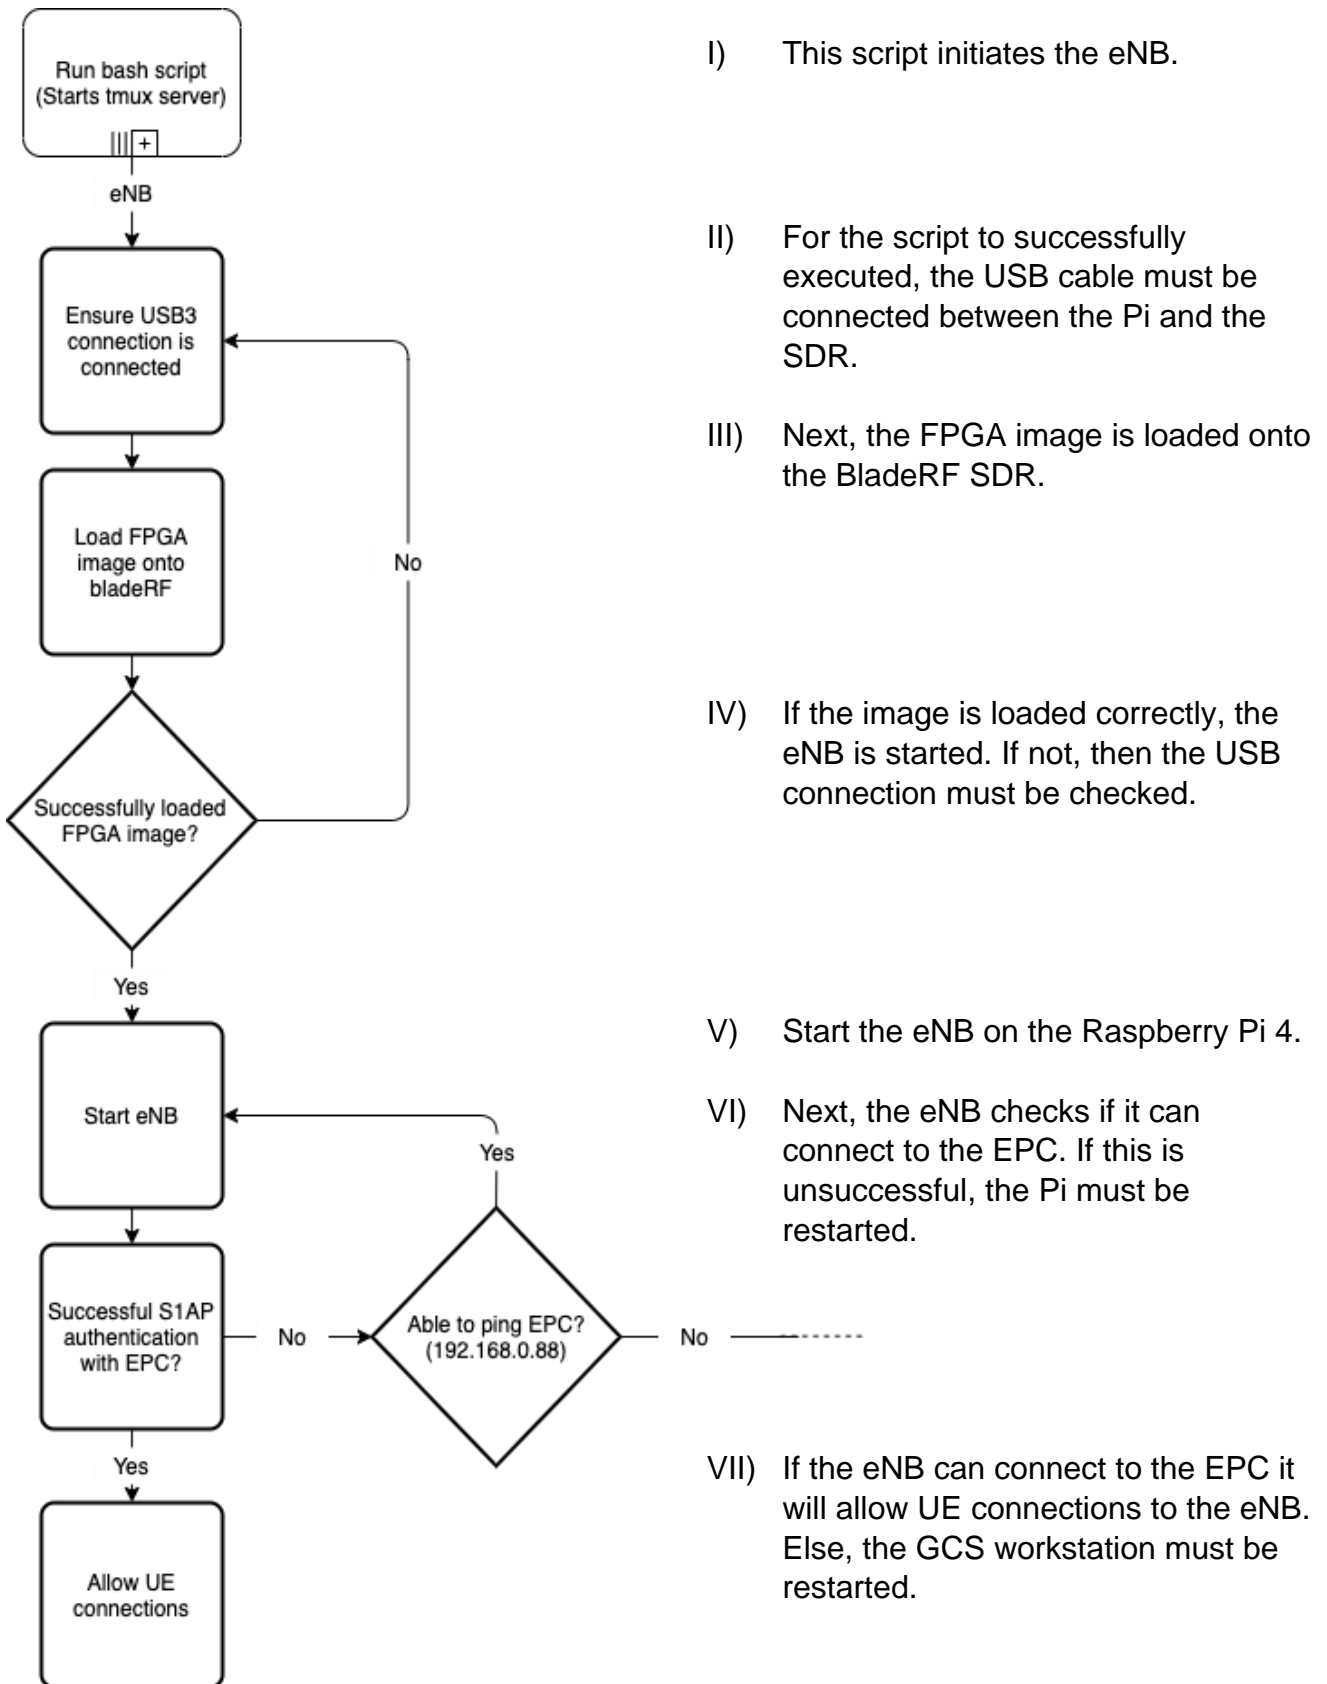 Run bash script
(Starts tmux server)
+
eNB
Ensure USB3
connection is
connected
Load FPGA
image onto
bladeRF
No
Successfully loaded
FPGA image?
Yes
Start eNB
Yes
Successful S1AP
authentication
with EPC?
No
Able to ping EPC?
(192.168.0.88)
No
Yes
Allow UE
connections
I) This script initiates the eNB.
II) For the script to successfully
executed, the USB cable must be
connected between the Pi and the
SDR.
III) Next, the FPGA image is loaded onto
the BladeRF SDR.
IV) If the image is loaded correctly, the
eNB is started. If not, then the USB
connection must be checked.
V) Start the eNB on the Raspberry Pi 4.
VI) Next, the eNB checks if it can
connect to the EPC. If this is
unsuccessful, the Pi must be
restarted.
VII) If the eNB can connect to the EPC it
will allow UE connections to the eNB.
Else, the GCS workstation must be
restarted.